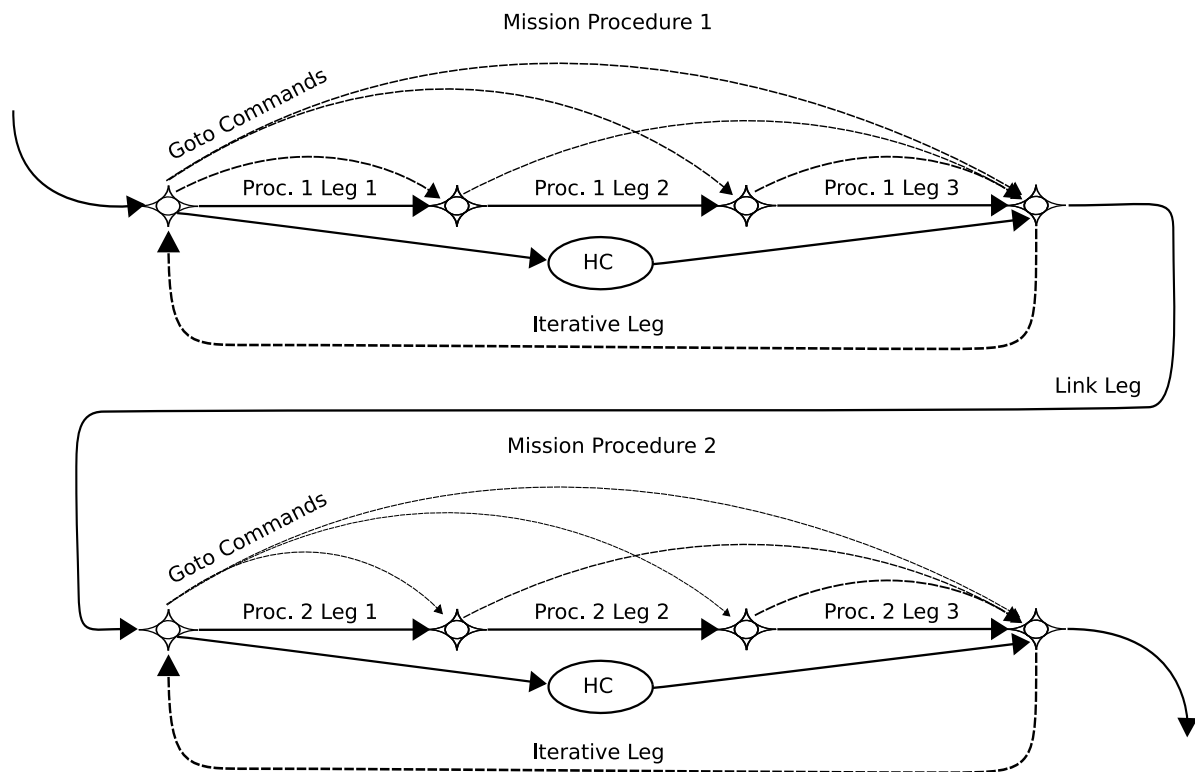 Mission Procedure 1
Goto Commands
Proc. 1 Leg 1
Proc. 1 Leg 2
Proc. 1 Leg 3
HC
Iterative Leg
Link Leg
Mission Procedure 2
Goto Commands
Proc. 2 Leg 1
Proc. 2 Leg 2
Proc. 2 Leg 3
HC
Iterative Leg